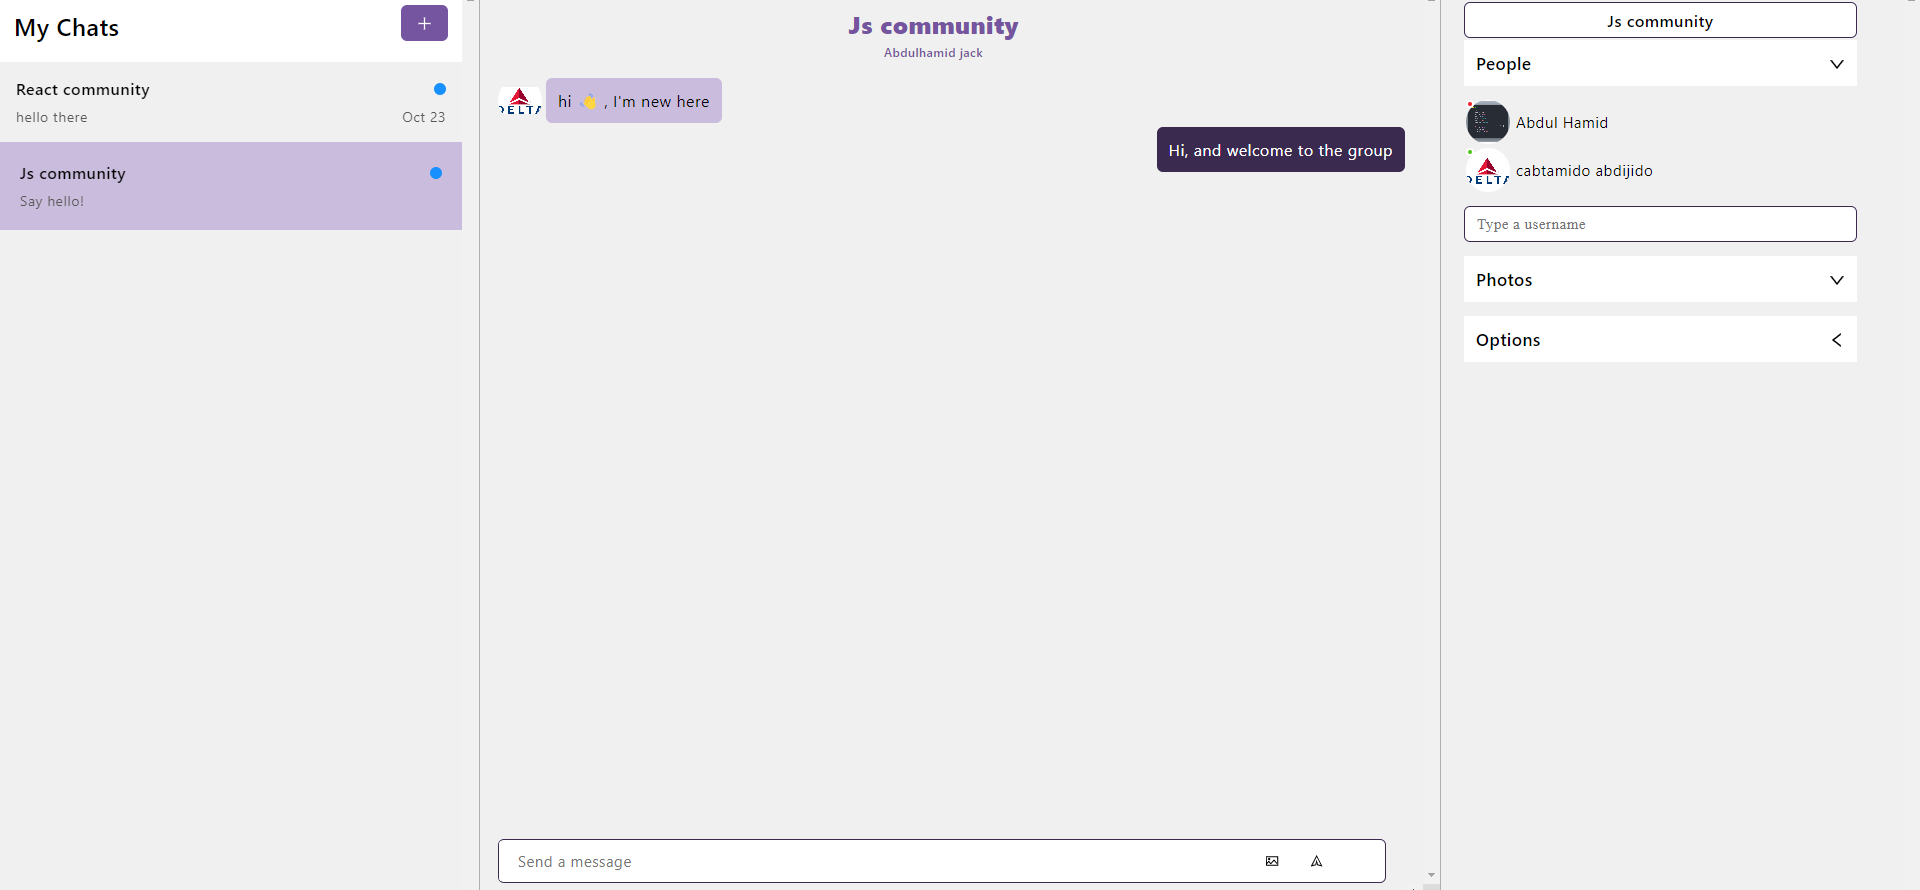 My Chats
+
React community
hello there
Oct 23
Js community
Say hello!
Js community
Abdulhamid jack
DELTA
hi 👋 , I'm new here
Hi, and welcome to the group
Send a message
Js community
People
Abdul Hamid
DELTA
cabtamido abdijido
Type a username
Photos
Options